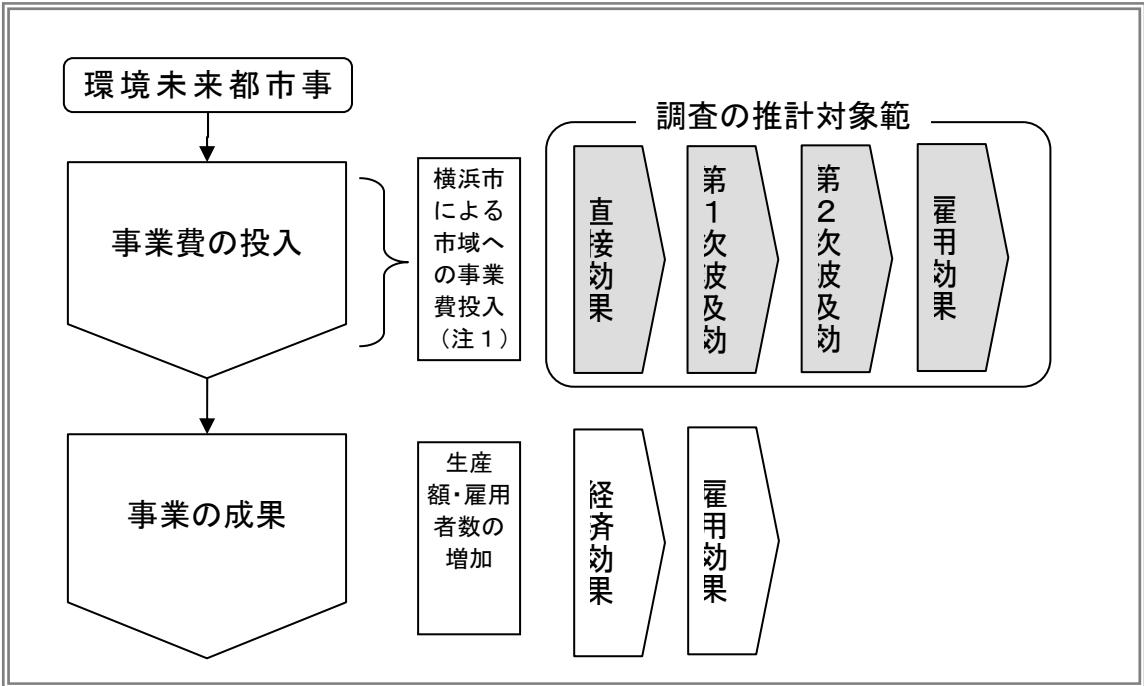 環境未来都市事
調査の推計対象範
事業費の投入
横浜市
による
市域へ
の事業
費投入
（注１）
直接効果
第１次波及効
第２次波及効
雇用効果
事業の成果
生産
額・雇用
者数の
増加
経済効果
雇用効果